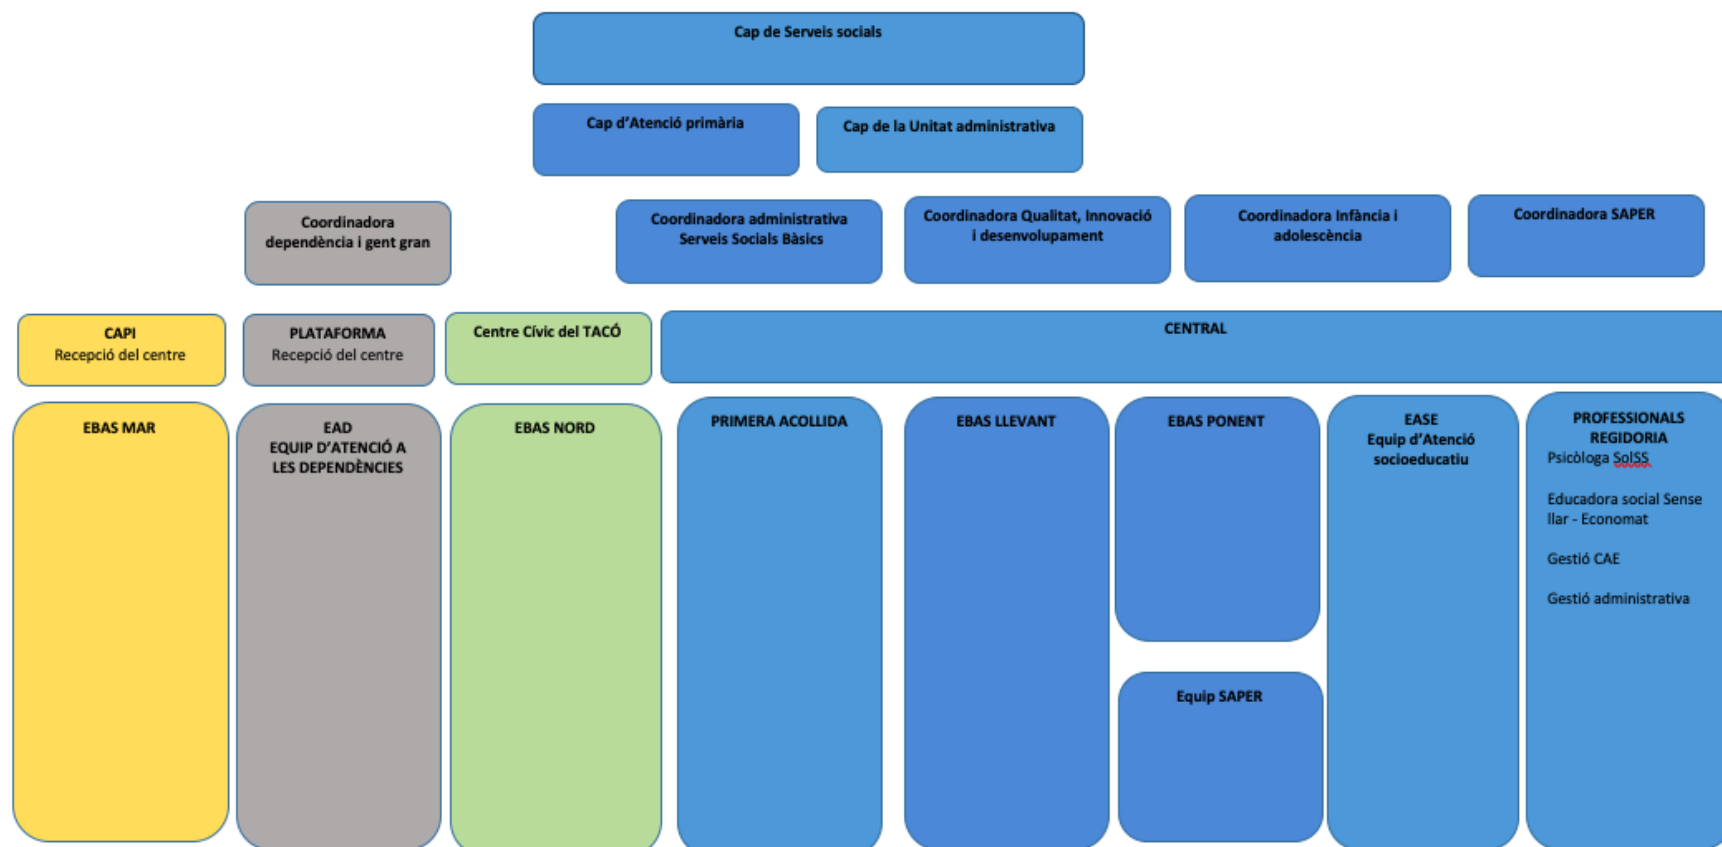 Cap de Serveis socials
Cap d'Atenció primària
Cap de la Unitat administrativa
Coordinadora
dependència i gent gran
Coordinadora administrativa
Serveis Socials Bàsics
Coordinadora Qualitat, Innovació
i desenvolupament
Coordinadora Infància i
adolescència
Coordinadora SAPER
CAPI
Recepció del centre
PLATAFORMA
Recepció del centre
Centre Cívic del TACÓ
CENTRAL
EBAS MAR
EAD
EQUIP D'ATENCIÓ A
LES DEPENDÈNCIES
EBAS NORD
PRIMERA ACOLLIDA
EBAS LLEVANT
EBAS PONENT
Equip SAPER
EASE
Equip d'Atenció
socioeducatiu
PROFESSIONALS
REGIDORIA
Psicòloga SolSS
Educadora social Sense
llar - Economat
Gestió CAE
Gestió administrativa